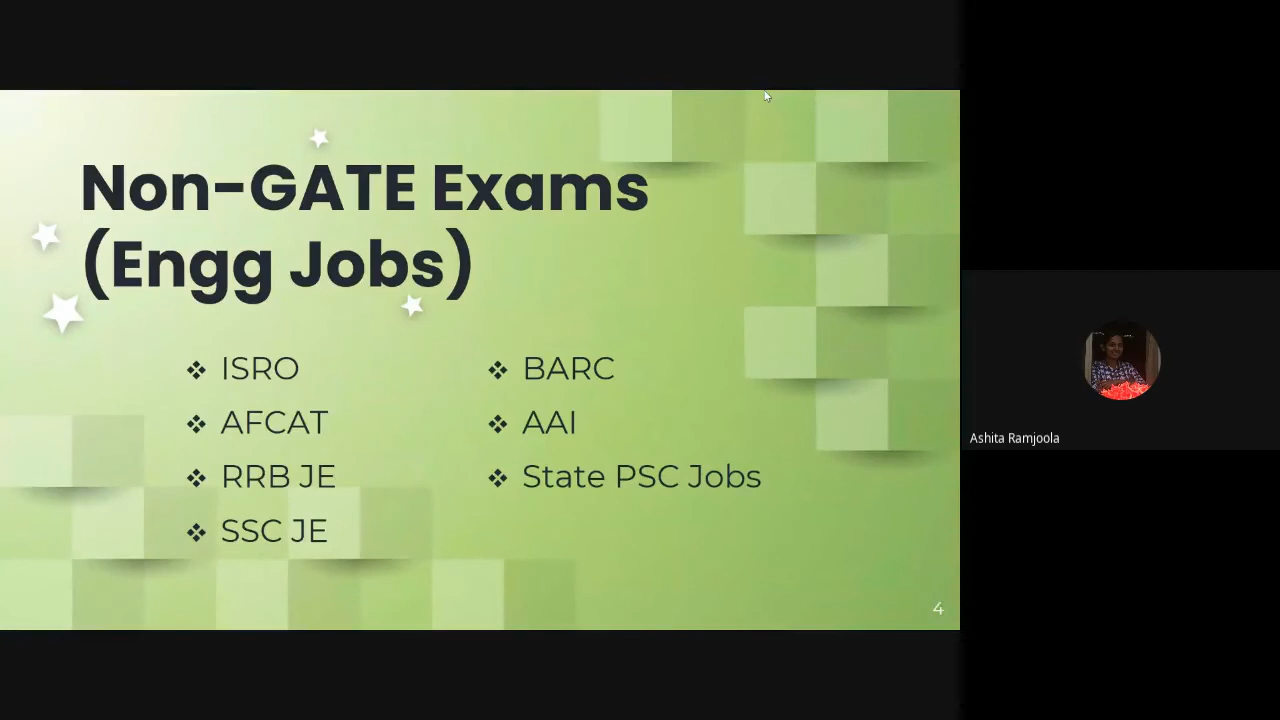 Non-GATE Exams
(Engg Jobs)
❖ ISRO
❖ AFCAT
❖ RRB JE
❖ SSC JE
❖ BARC
❖ AAI
❖ State PSC Jobs
4
Ashita Ramjoola